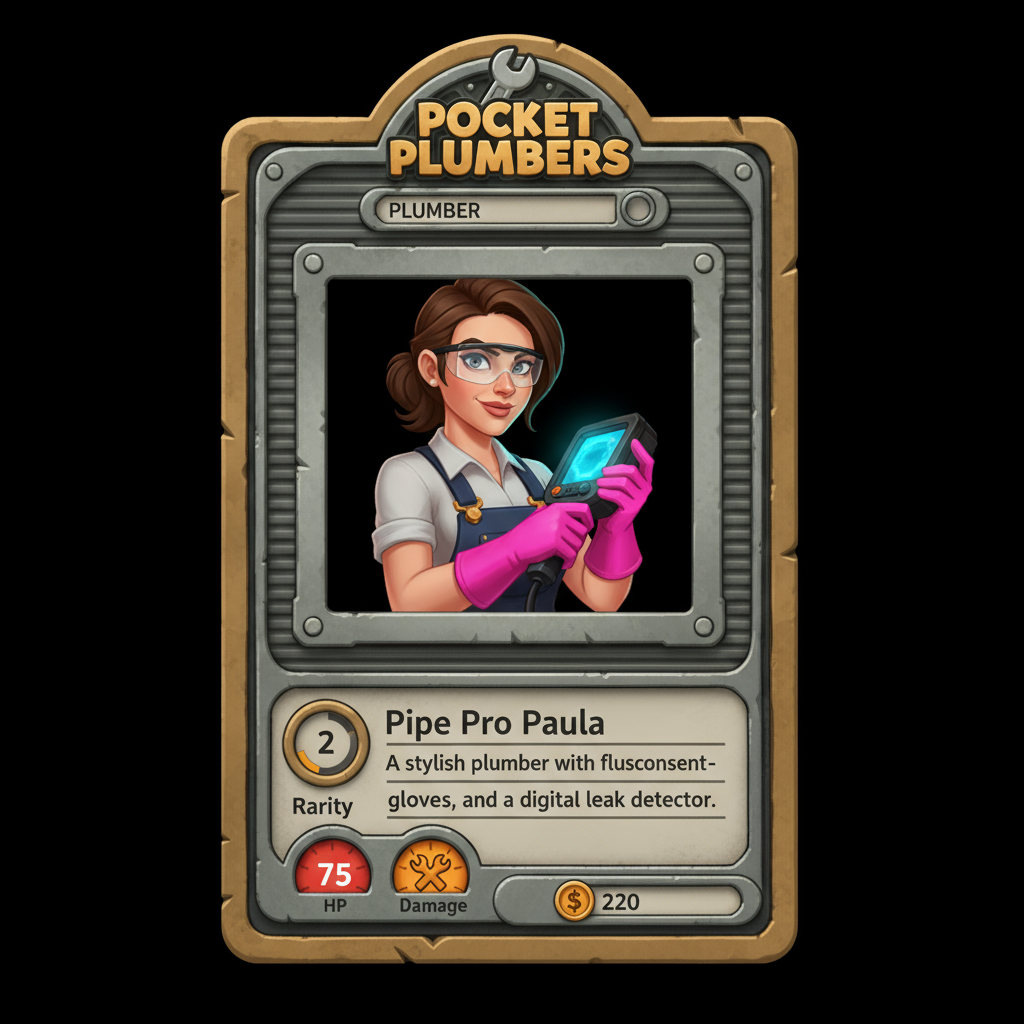 POCKET
PLUMBERS
PLUMBER
2
Rarity
Pipe Pro Paula
A stylish plumber with flusconsent-
gloves, and a digital leak detector.
75
HP
Damage
$ 220